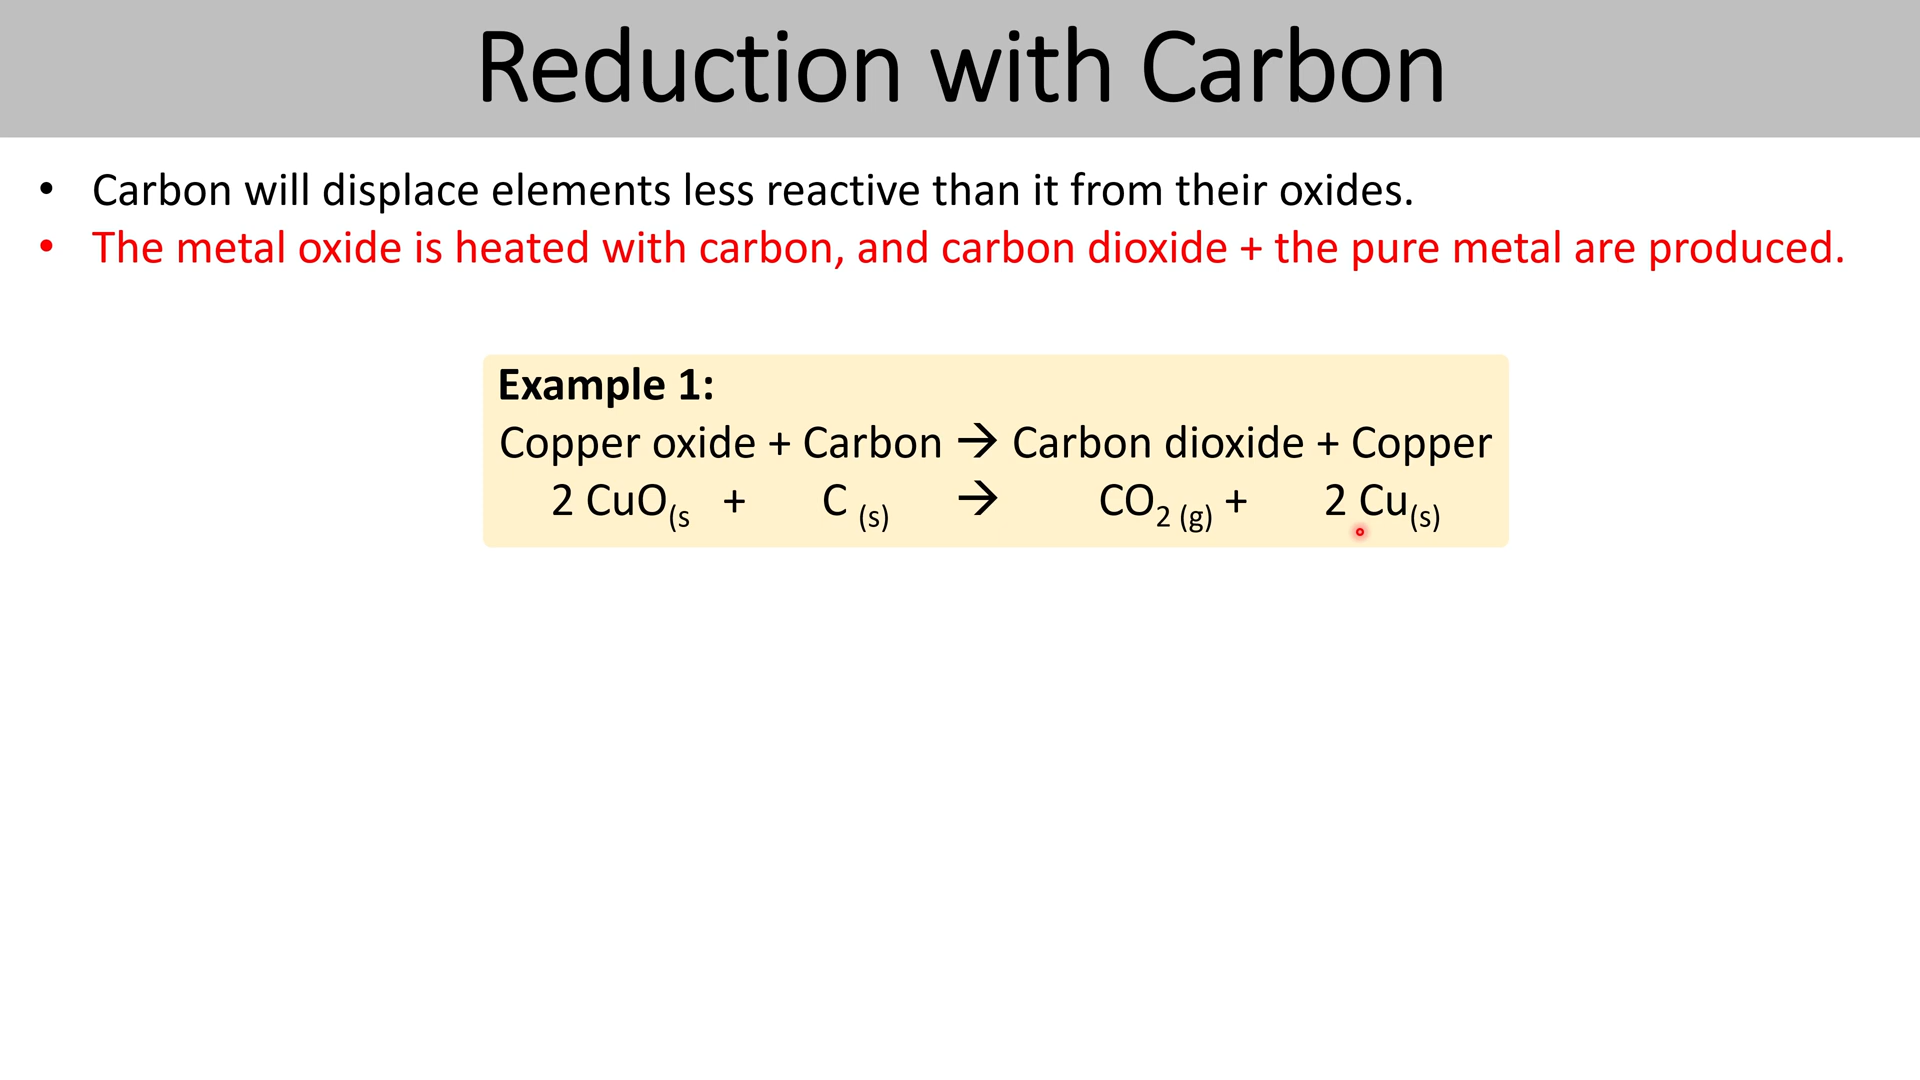 Reduction with Carbon
• Carbon will displace elements less reactive than it from their oxides.
• The metal oxide is heated with carbon, and carbon dioxide + the pure metal are produced.
Example 1:
Copper oxide + Carbon → Carbon dioxide + Copper
2 CuO(s + C (s) → CO2 (g) + 2 Cu(s)